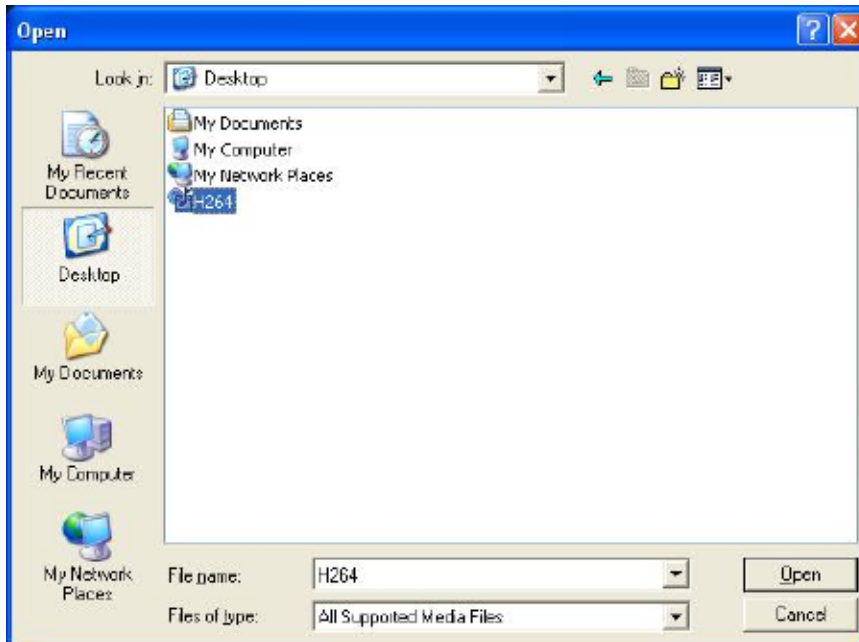 Open
Look in:
Desktop
My Recent
Documents
Desktop
My Documents
My Computer
My Network
Places
My Documents
My Computer
My Network Places
H264
File name:
H264
Open
Files of type:
All Supported Media Files
Cancel